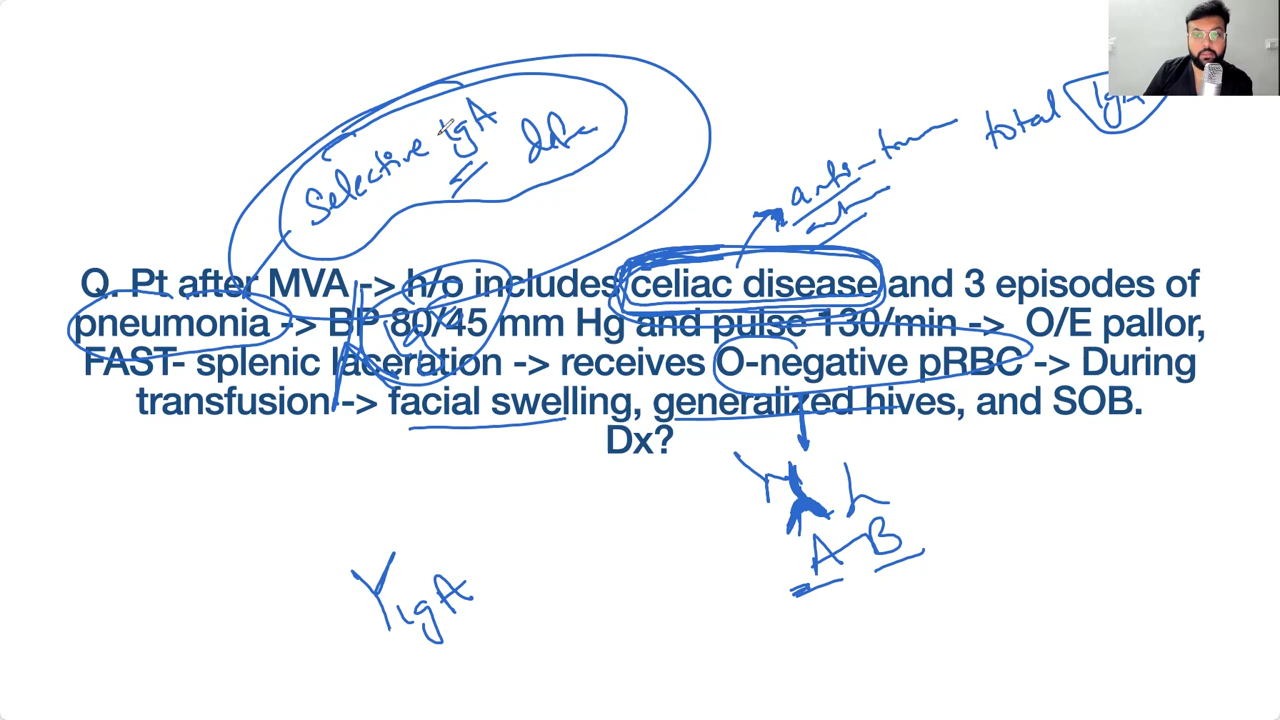 total IgA
anti-
Selective IgA
Q. Pt after MVA -> h/o includes celiac disease and 3 episodes of
pneumonia -> BP 80/45 mm Hg and pulse 130/min -> O/E pallor,
FAST- splenic laceration -> receives O-negative pRBC -> During
transfusion -> facial swelling, generalized hives, and SOB.
Dx?
A B
IgA